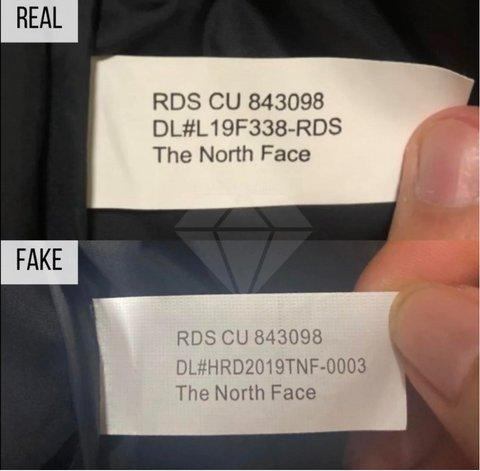 REAL
RDS CU 843098
DL#L19F338-RDS
The North Face
FAKE
RDS CU 843098
DL#HRD2019TNF-0003
The North Face